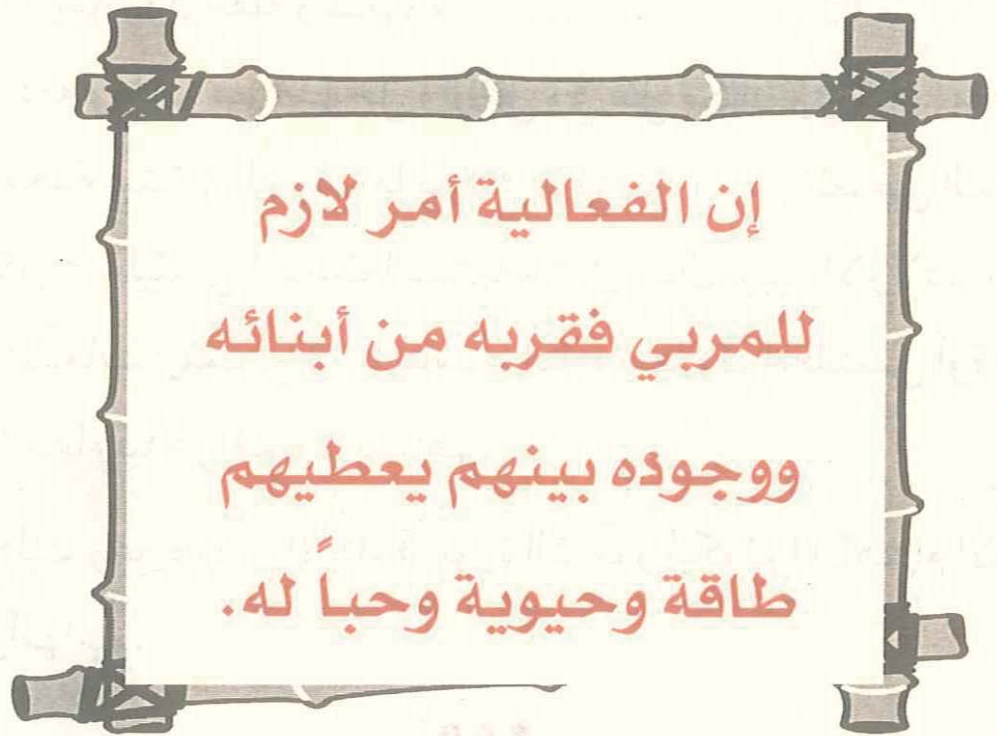 إن الفعالية أمر لازم
للمربي فقربه من أبنائه
ووجوده بينهم يعطيهم
طاقة وحيوية وحباً له.